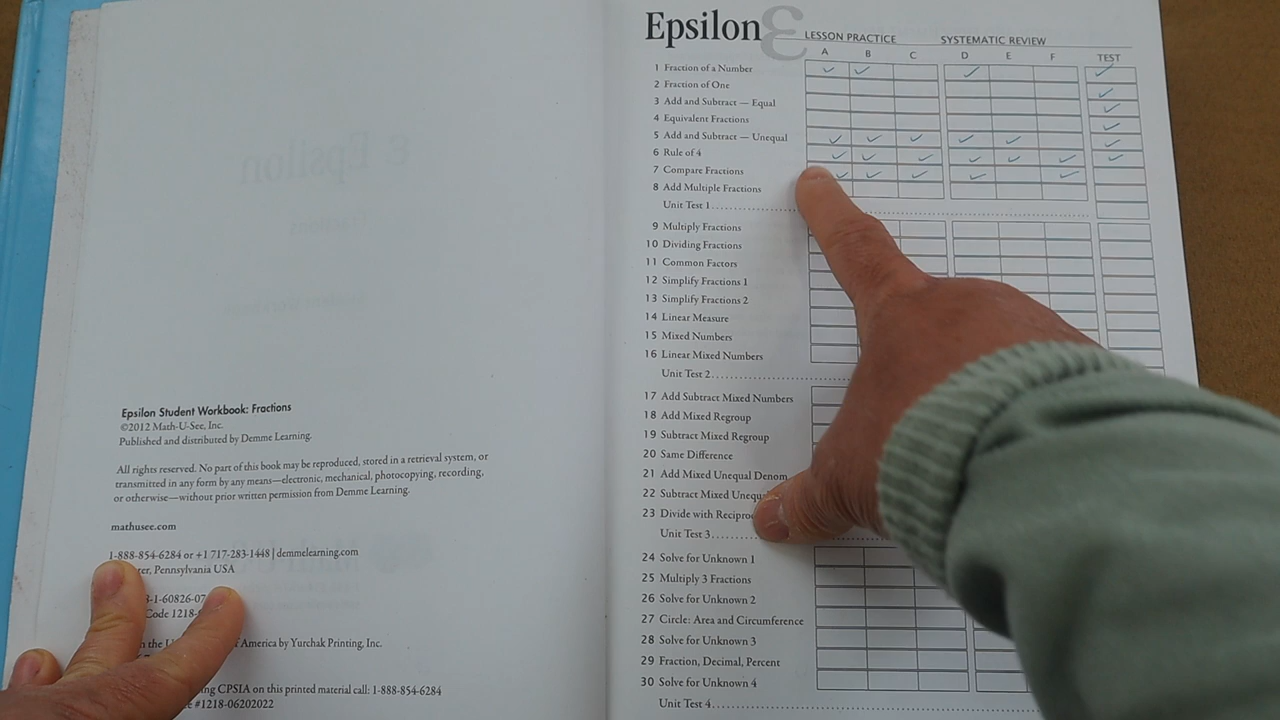 Epsilon Student Workbook: Fractions
©2012 Math-U-See, Inc.
Published and distributed by Demme Learning.
All rights reserved. No part of this book may be reproduced, stored in a retrieval system, or
transmitted in any form by any means—electronic, mechanical, photocopying, recording,
or otherwise—without prior written permission from Demme Learning.
mathusee.com
1-888-854-6284 or +1 717-283-1448 | demmelearning.com
Pennsylvania USA
-1-60826-07
Code 1218-
in the of America by Yurchak Printing, Inc.
CPSIA on this printed material call: 1-888-854-6284
#1218-06202022
Epsilon ε
LESSON PRACTICE SYSTEMATIC REVIEW
A B C D E F TEST
1 Fraction of a Number
2 Fraction of One
3 Add and Subtract — Equal
4 Equivalent Fractions
5 Add and Subtract — Unequal
6 Rule of 4
7 Compare Fractions
8 Add Multiple Fractions
Unit Test 1
9 Multiply Fractions
10 Dividing Fractions
11 Common Factors
12 Simplify Fractions 1
13 Simplify Fractions 2
14 Linear Measure
15 Mixed Numbers
16 Linear Mixed Numbers
Unit Test 2
17 Add Subtract Mixed Numbers
18 Add Mixed Regroup
19 Subtract Mixed Regroup
20 Same Difference
21 Add Mixed Unequal Denom
22 Subtract Mixed Unequ
23 Divide with Recipro
Unit Test 3
24 Solve for Unknown 1
25 Multiply 3 Fractions
26 Solve for Unknown 2
27 Circle: Area and Circumference
28 Solve for Unknown 3
29 Fraction, Decimal, Percent
30 Solve for Unknown 4
Unit Test 4